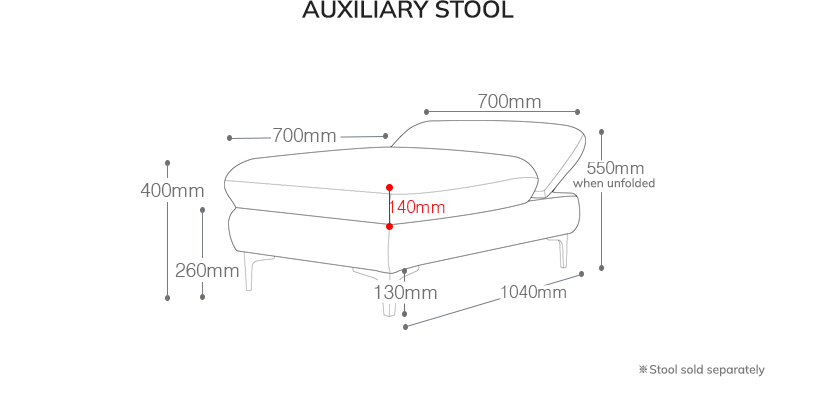 AUXILIARY STOOL
700mm
700mm
550mm
when unfolded
400mm
140mm
260mm
130mm
1040mm
※Stool sold separately